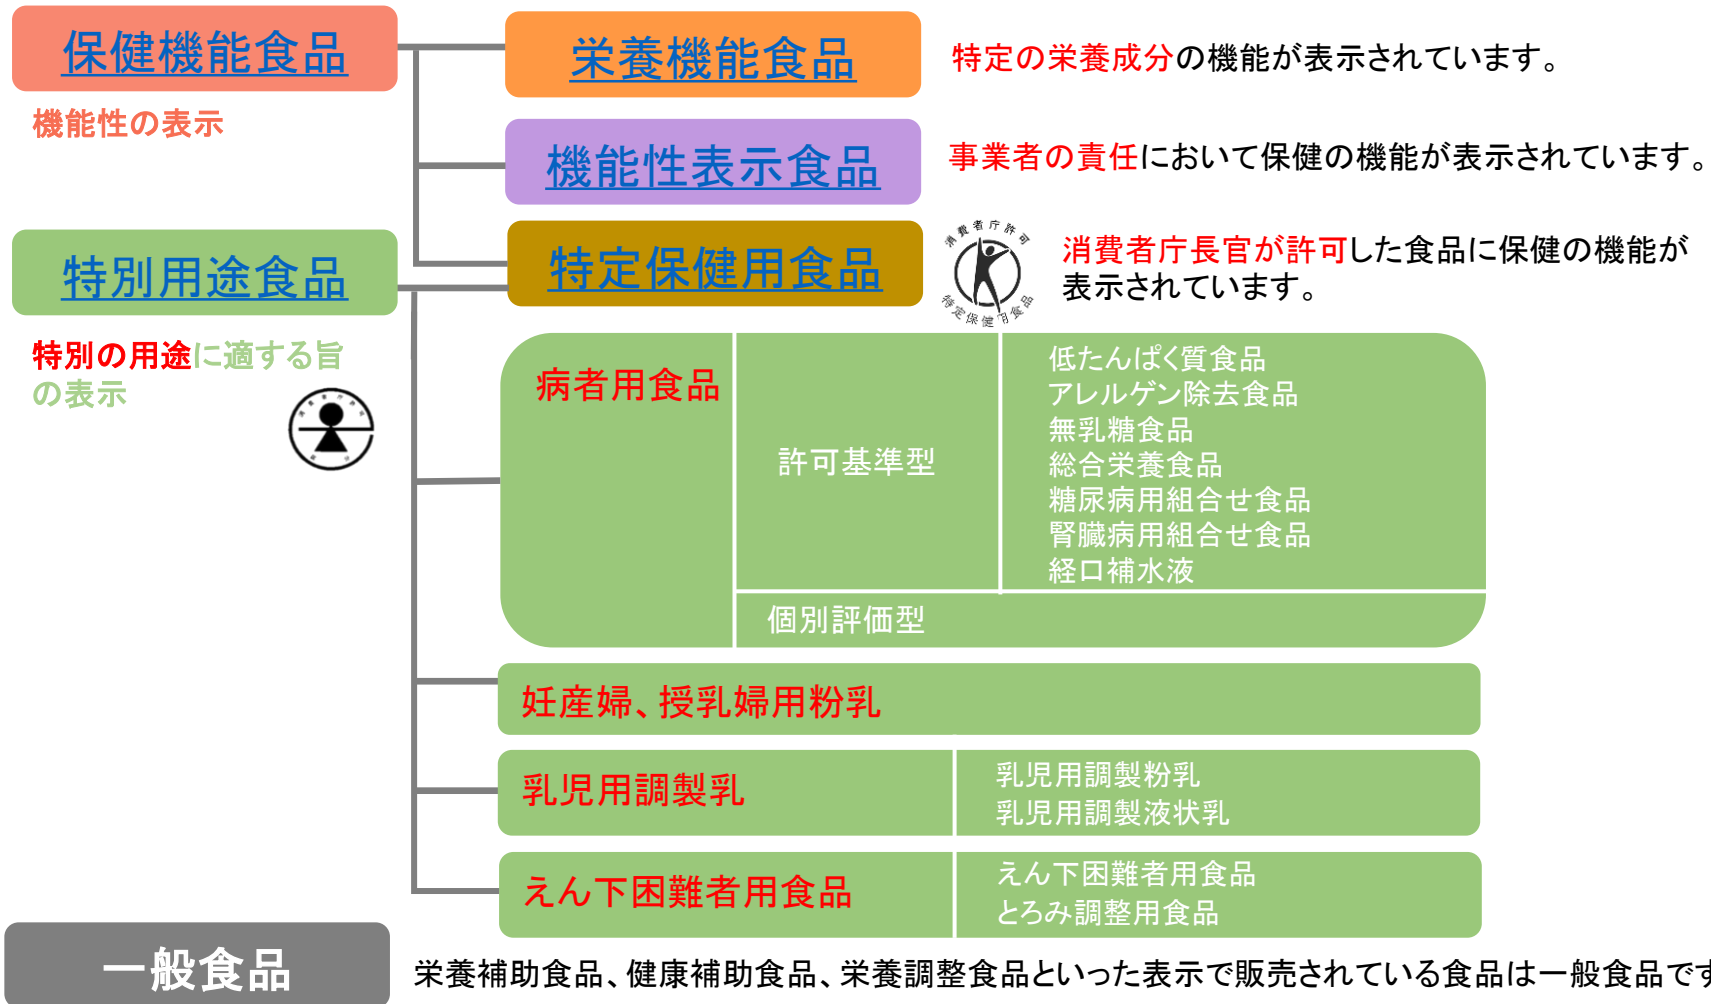 保健機能食品
機能性の表示
栄養機能食品
特定の栄養成分の機能が表示されています。
機能性表示食品
事業者の責任において保健の機能が表示されています。
特別用途食品
特別の用途に適する旨
の表示
特定保健用食品
消費者庁許可
特定保健用食品
消費者庁長官が許可した食品に保健の機能が
表示されています。
病者用食品
許可基準型
低たんぱく質食品
アレルゲン除去食品
無乳糖食品
総合栄養食品
糖尿病用組合せ食品
腎臓病用組合せ食品
経口補水液
個別評価型
妊産婦、授乳婦用粉乳
乳児用調製乳
乳児用調製粉乳
乳児用調製液状乳
えん下困難者用食品
えん下困難者用食品
とろみ調整用食品
一般食品
栄養補助食品、健康補助食品、栄養調整食品といった表示で販売されている食品は一般食品です